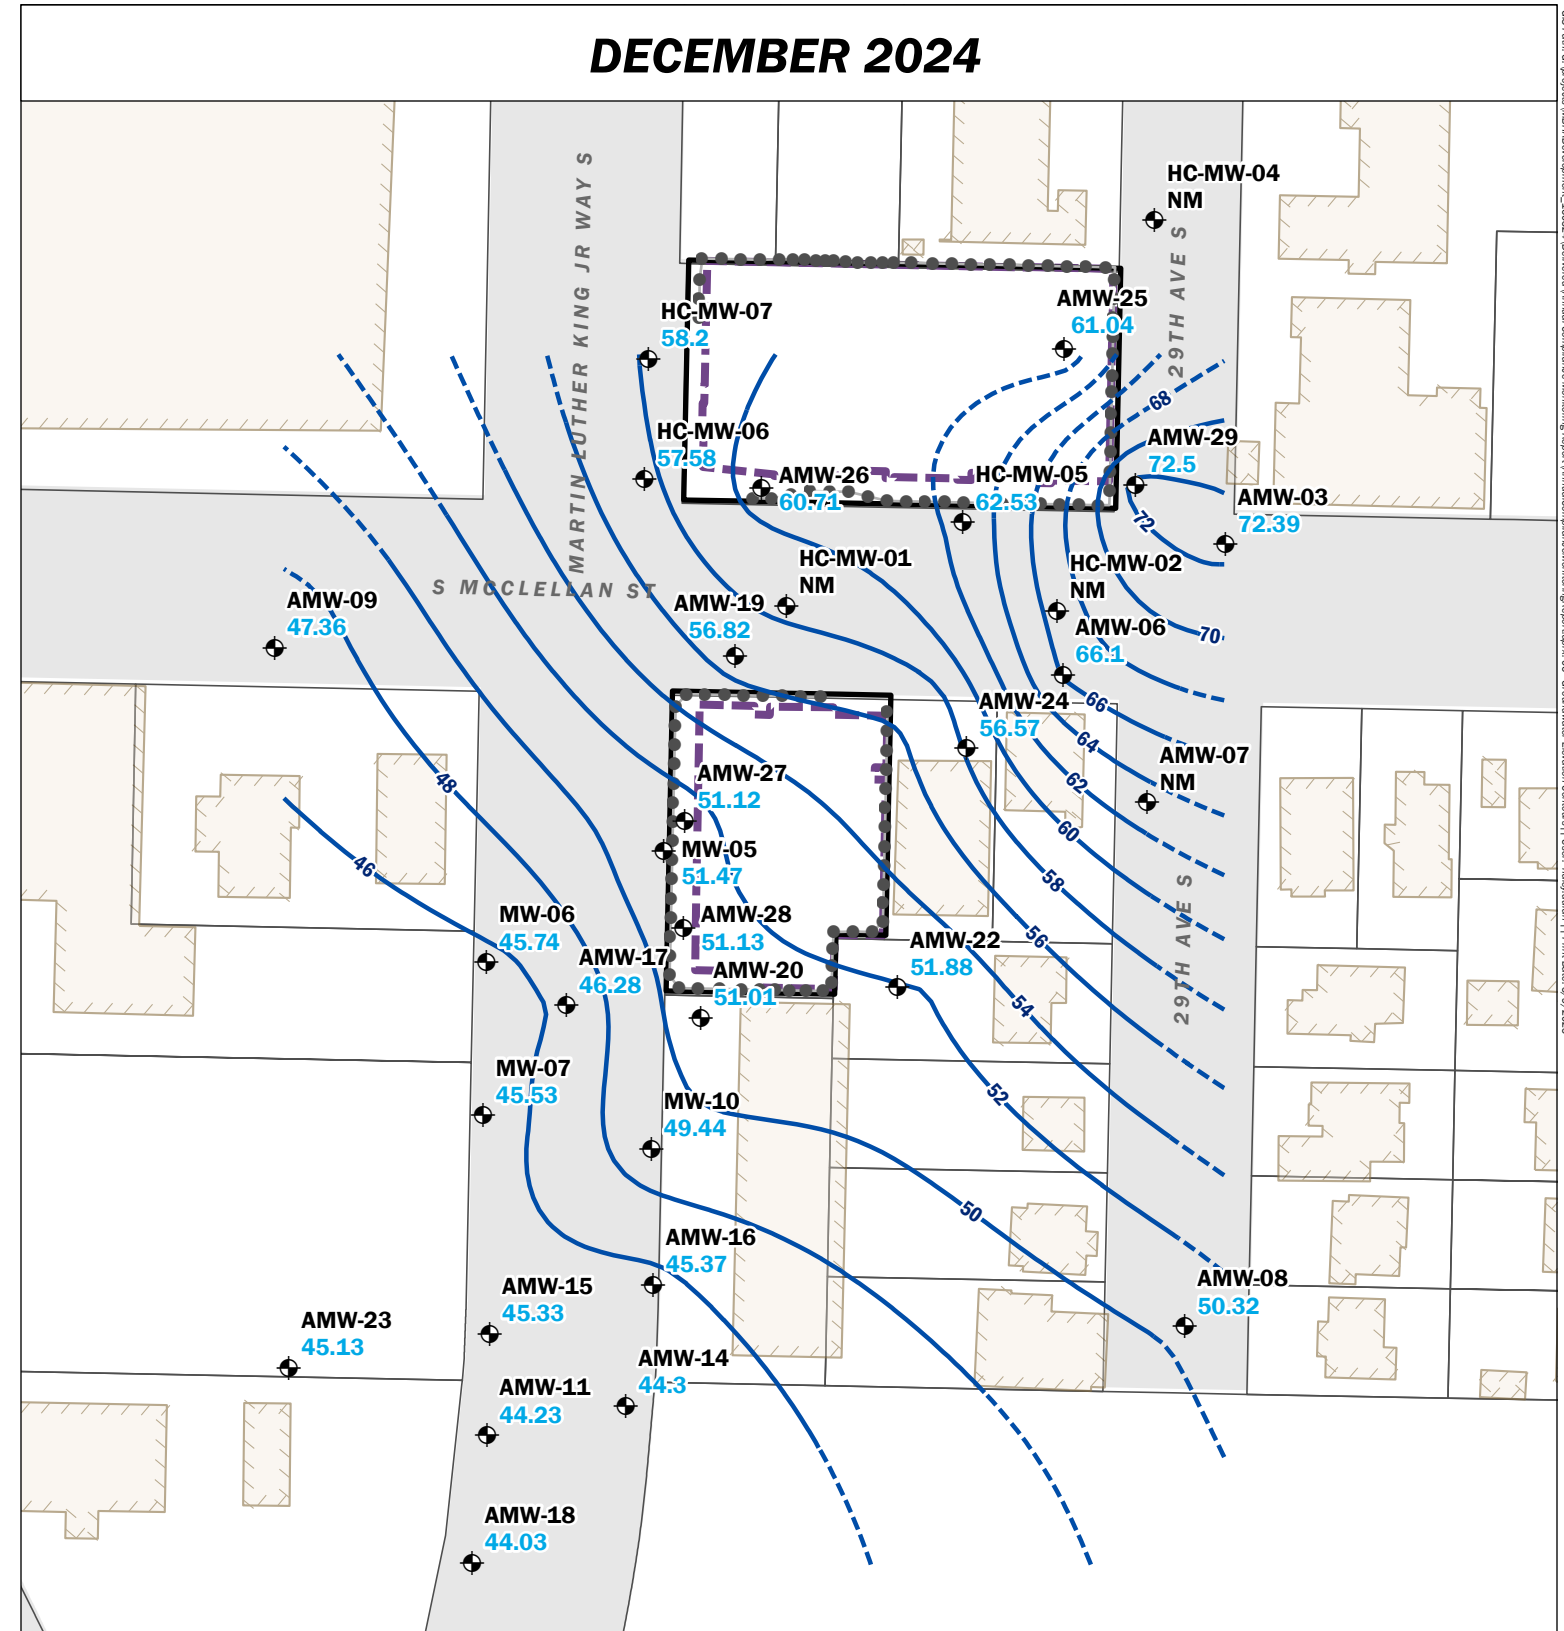 DECEMBER 2024
HC-MW-04
NM
MARTIN LUTHER KING JR WAY S
29TH AVE S
HC-MW-07
58.2
AMW-25
61.04
68
HC-MW-06
57.58
AMW-29
72.5
AMW-26
60.71
HC-MW-05
62.53
AMW-03
72.39
72
HC-MW-01
NM
HC-MW-02
NM
S MCCLELLAN ST
AMW-09
47.36
AMW-19
56.82
AMW-06
66.1
70
66
AMW-24
56.57
64
AMW-07
NM
62
48
AMW-27
51.12
60
MW-05
51.47
46
58
29TH AVE S
MW-06
45.74
AMW-28
51.13
56
AMW-22
51.88
AMW-17
46.28
AMW-20
51.01
54
MW-07
45.53
52
MW-10
49.44
50
AMW-16
45.37
AMW-08
50.32
AMW-15
45.33
AMW-23
45.13
AMW-14
44.3
AMW-11
44.23
AMW-18
44.03